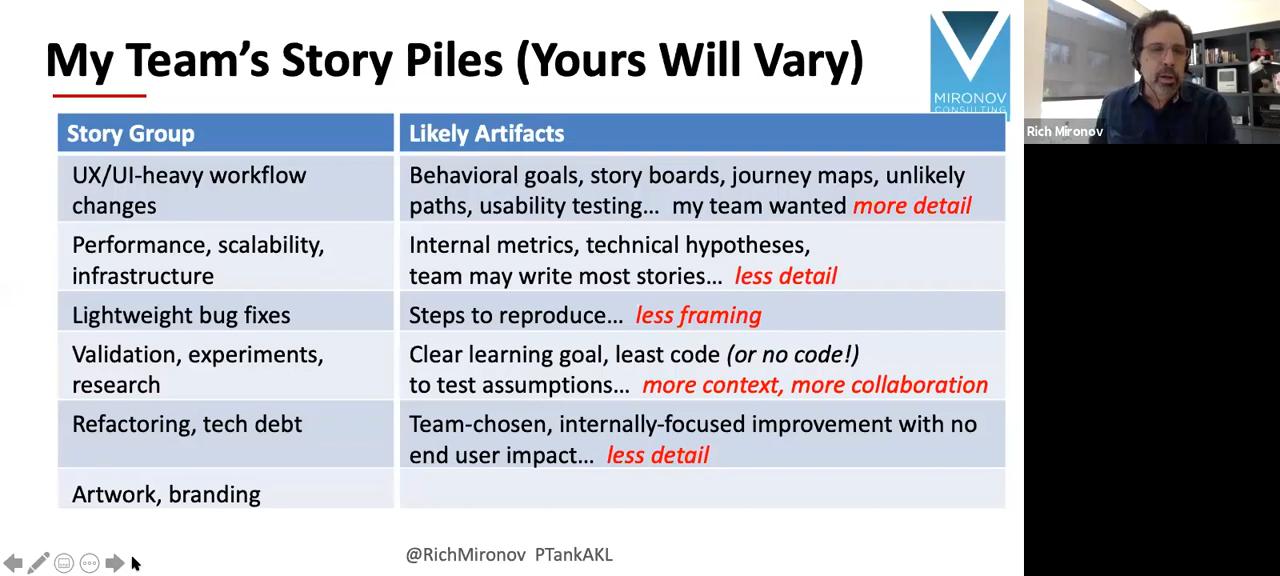 My Team's Story Piles (Yours Will Vary)
MIRONOV
CONSULTING
Rich Mironov
Story Group
Likely Artifacts
UX/UI-heavy workflow
changes
Behavioral goals, story boards, journey maps, unlikely
paths, usability testing... my team wanted more detail
Performance, scalability,
infrastructure
Internal metrics, technical hypotheses,
team may write most stories... less detail
Lightweight bug fixes
Steps to reproduce... less framing
Validation, experiments,
research
Clear learning goal, least code (or no code!)
to test assumptions... more context, more collaboration
Refactoring, tech debt
Team-chosen, internally-focused improvement with no
end user impact... less detail
Artwork, branding
@RichMironov PTankAKL